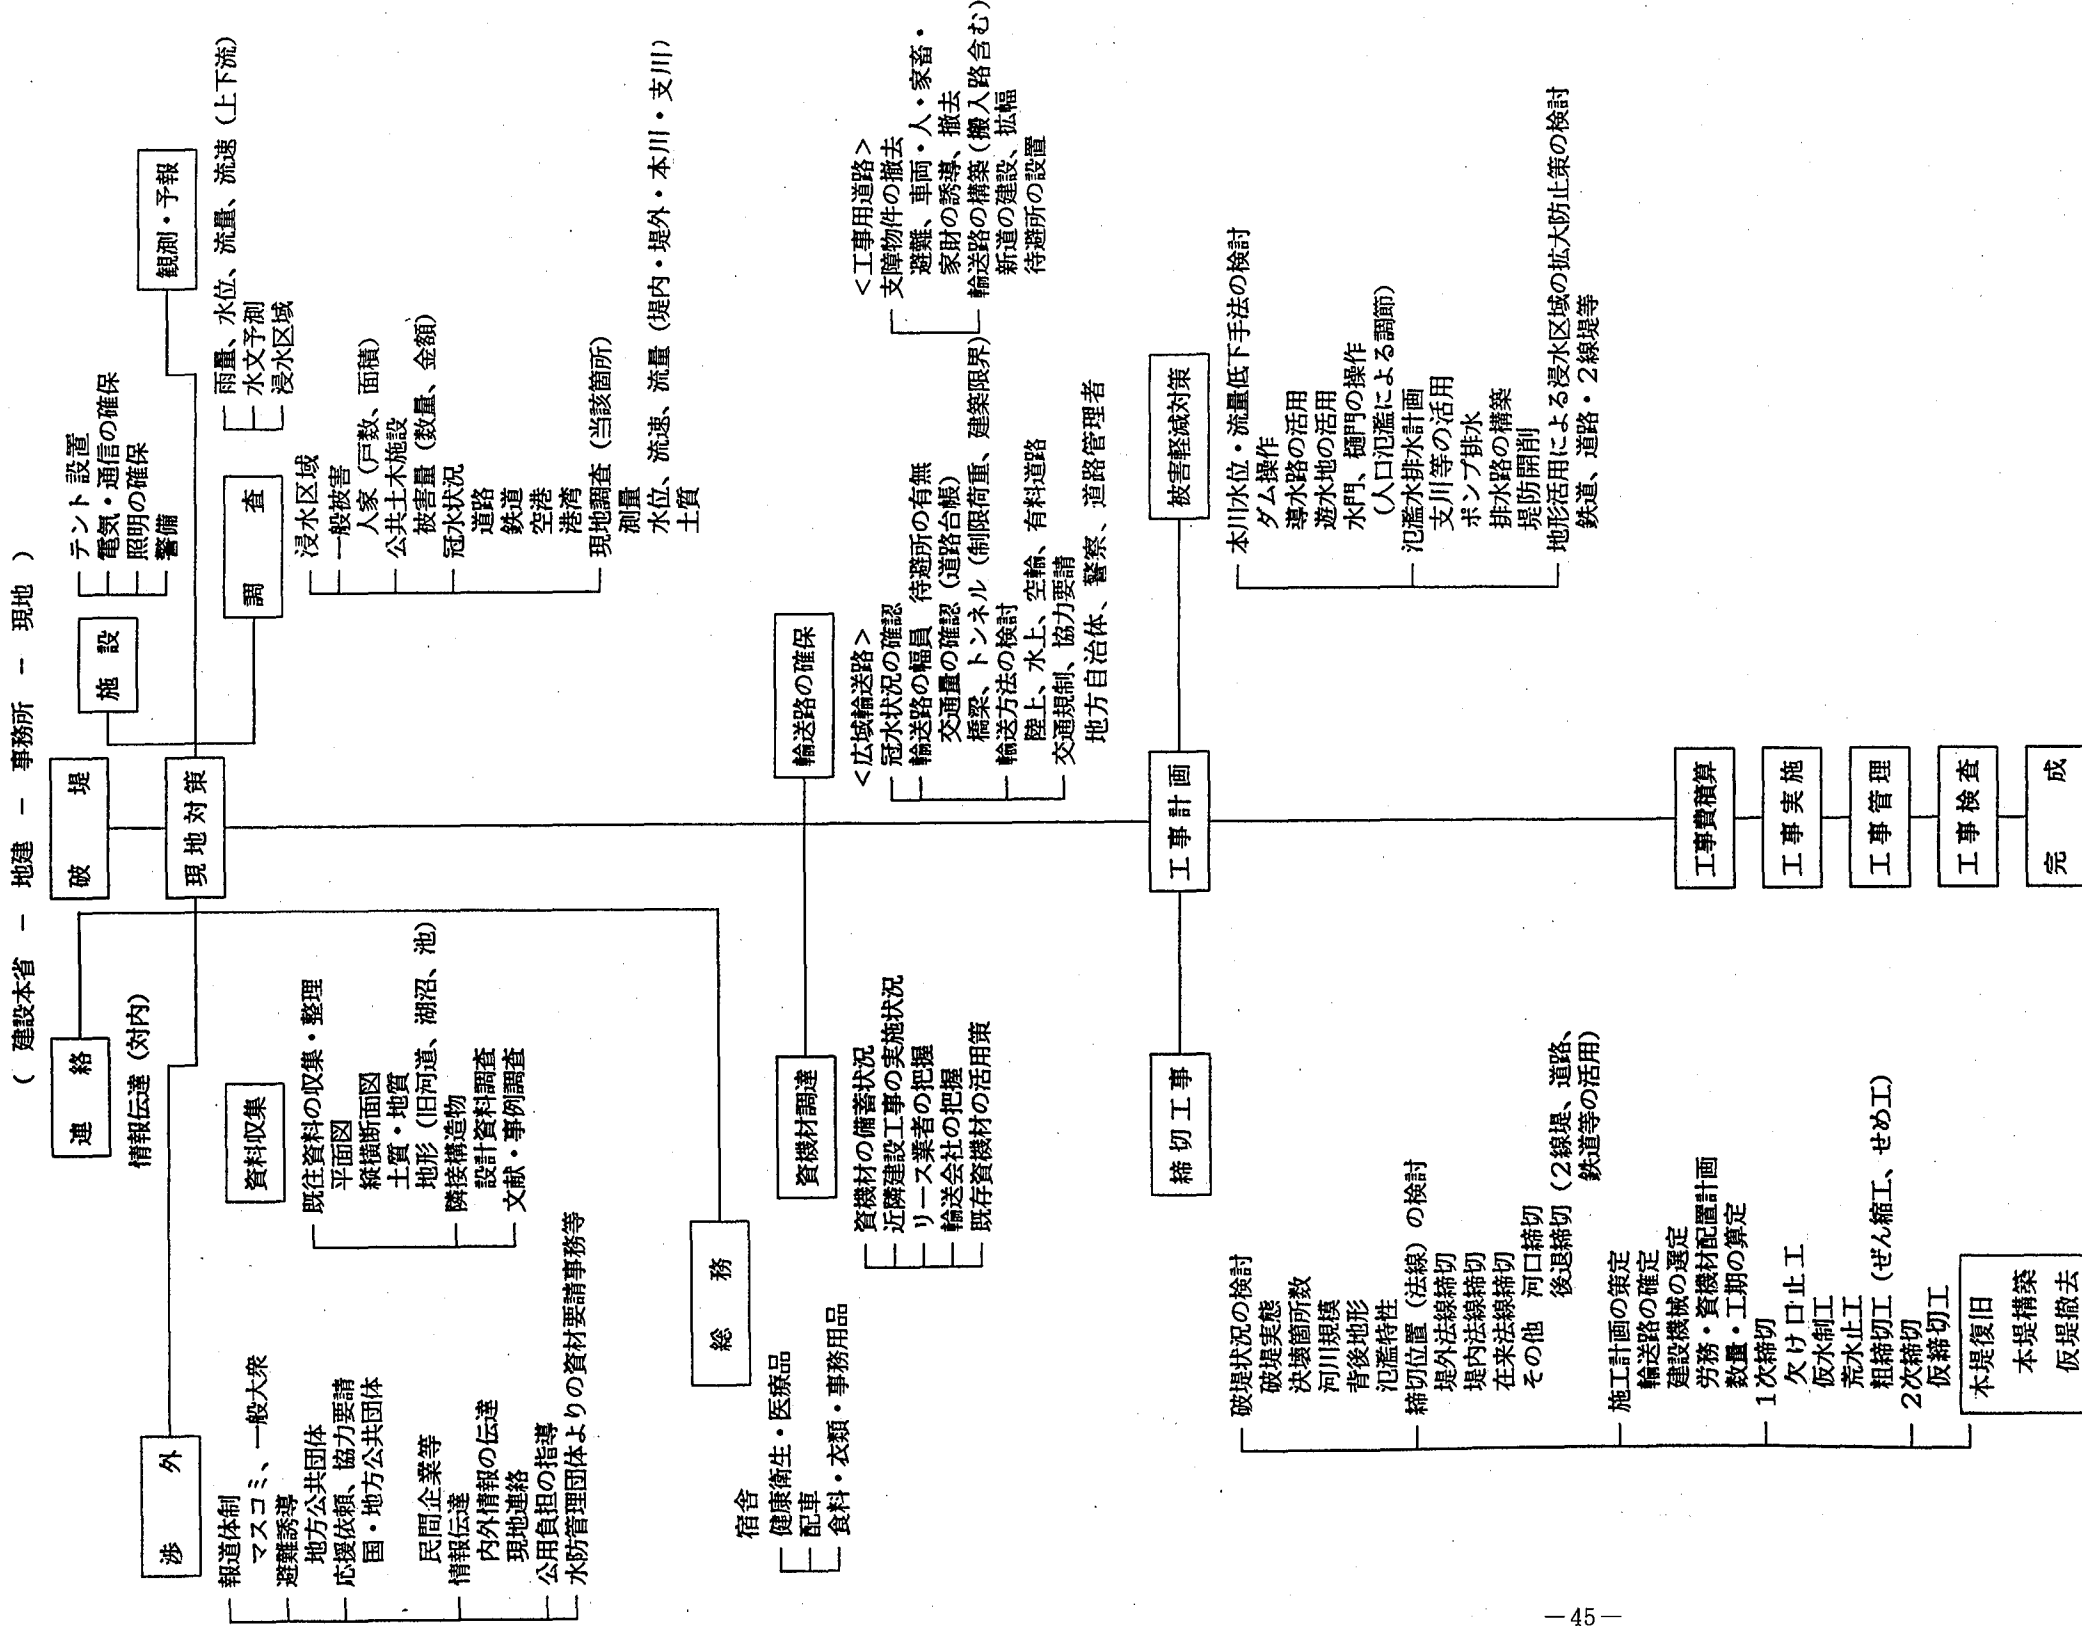 ( 建設本省 － 地建 － 事務所 － 現地 )
破堤
現地対策
連絡
情報伝達 (対内)
渉外
報道体制
マスコミ、一般大衆
避難誘導
地方公共団体
応援依頼、協力要請
国・地方公共団体
民間企業等
情報伝達
内外情報の伝達
現地連絡
公用負担の指導
水防管理団体よりの資材要請事務等
資料収集
既往資料の収集・整理
平面図
縦横断面図
土質・地質
地形 (旧河道、湖沼、池)
隣接構造物
設計資料調査
文献・事例調査
総務
宿舎
健康衛生・医療品
配車
食料・衣類・事務用品
施設
テント設置
電気・通信の確保
照明の確保
警備
観測・予報
雨量、水位、流量、流速 (上下流)
水文予測
浸水区域
調査
浸水区域
一般被害
人家 (戸数、面積)
公共土木施設
被害量 (数量、金額)
冠水状況
道路
鉄道
空港
港湾
現地調査 (当該箇所)
測量
水位、流速、流量 (堤内・堤外・本川・支川)
土質
資機材調達
資機材の備蓄状況
近隣建設工事の実施状況
リース業者の把握
輸送会社の把握
既存資機材の活用策
輸送路の確保
<広域輸送路>
冠水状況の確認
輸送路の幅員 待避所の有無
交通量の確認 (道路台帳)
橋梁、トンネル (制限荷重、建築限界)
輸送方法の検討
陸上、水上、空輸、有料道路
交通規制、協力要請
地方自治体、警察、道路管理者
<工事用道路>
支障物件の撤去
避難、車両・人・家畜・
家財の誘導、撤去
輸送路の構築 (搬入路含む)
新道の建設、拡幅
待避所の設置
工事計画
締切工事
破堤状況の検討
破堤実態
決壊箇所数
河川規模
背後地形
氾濫特性
締切位置 (法線) の検討
堤外法線締切
堤内法線締切
在来法線締切
その他 河口締切
後退締切 (2線堤、道路、
鉄道等の活用)
施工計画の策定
輸送路の確定
建設機械の選定
労務・資機材配置計画
数量・工期の算定
1次締切
欠け口止工
仮水制工
荒水止工
粗締切工 (ぜん縮工、せめ工)
2次締切
仮締切工
本堤復旧
本堤構築
仮堤撤去
被害軽減対策
本川水位・流量低下手法の検討
ダム操作
導水路の活用
遊水地の活用
水門、樋門の操作
(人口氾濫による調節)
氾濫水排水計画
支川等の活用
ポンプ排水
排水路の構築
堤防開削
地形活用による浸水区域の拡大防止策の検討
鉄道、道路・2線堤等
工事費積算
工事実施
工事管理
工事検査
完成
—45—